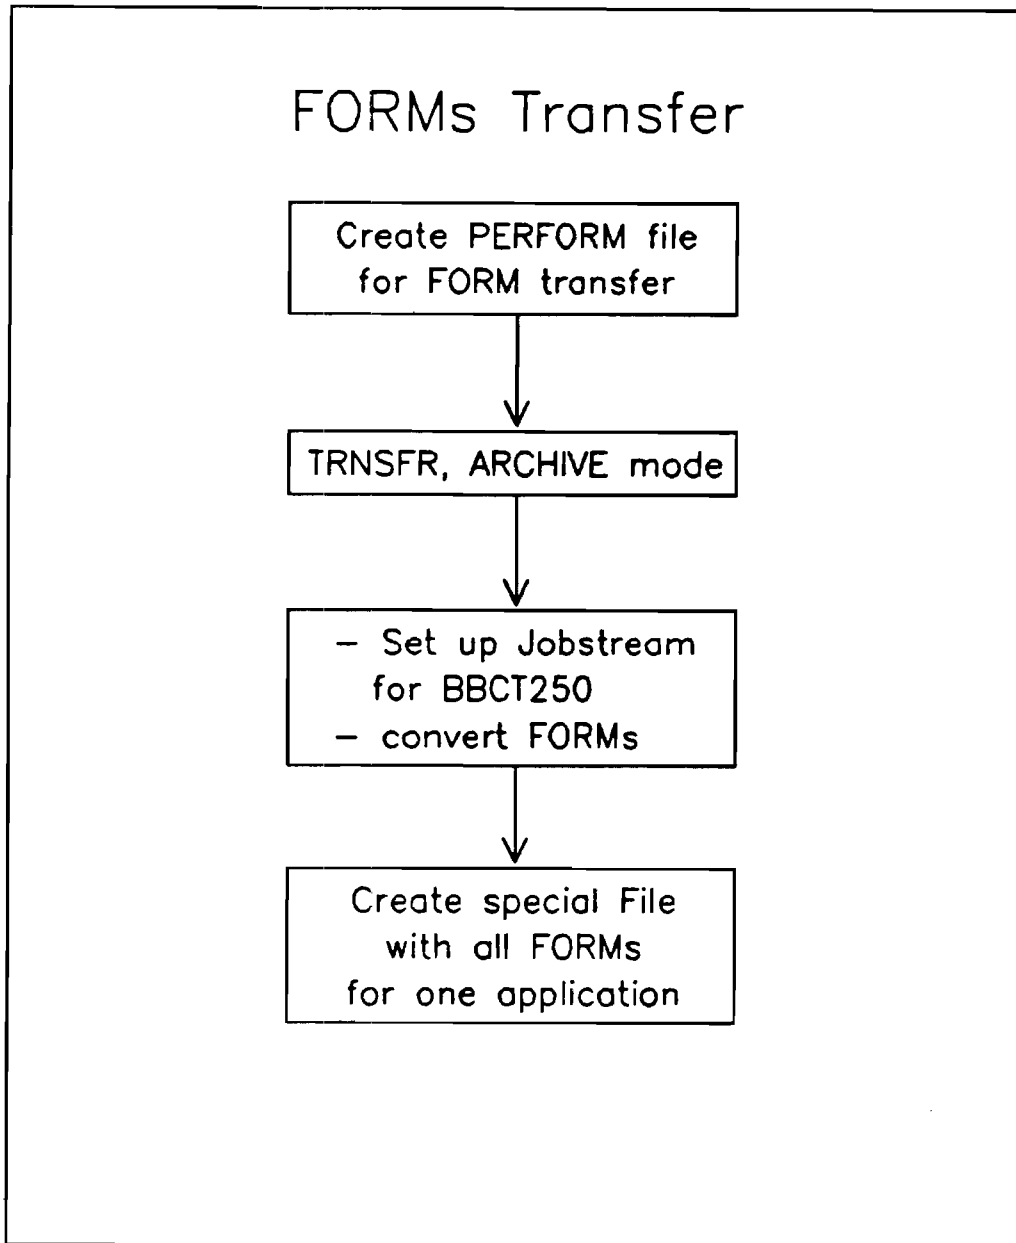 FORMs Transfer
Create PERFORM file
for FORM transfer
TRNSFR, ARCHIVE mode
– Set up Jobstream
for BBCT250
– convert FORMs
Create special File
with all FORMs
for one application